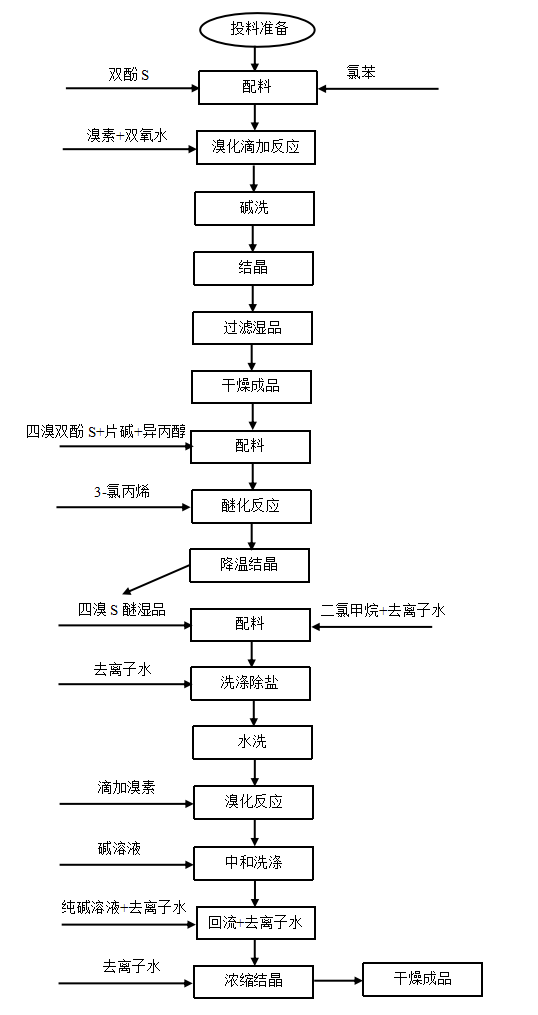 投料准备
双酚 S
配料
氯苯
溴素+双氧水
溴化滴加反应
碱洗
结晶
过滤湿品
干燥成品
四溴双酚 S+片碱+异丙醇
配料
3-氯丙烯
醚化反应
降温结晶
四溴 S 醚湿品
配料
二氯甲烷+去离子水
去离子水
洗涤除盐
水洗
滴加溴素
溴化反应
碱溶液
中和洗涤
纯碱溶液+去离子水
回流+去离子水
去离子水
浓缩结晶
干燥成品